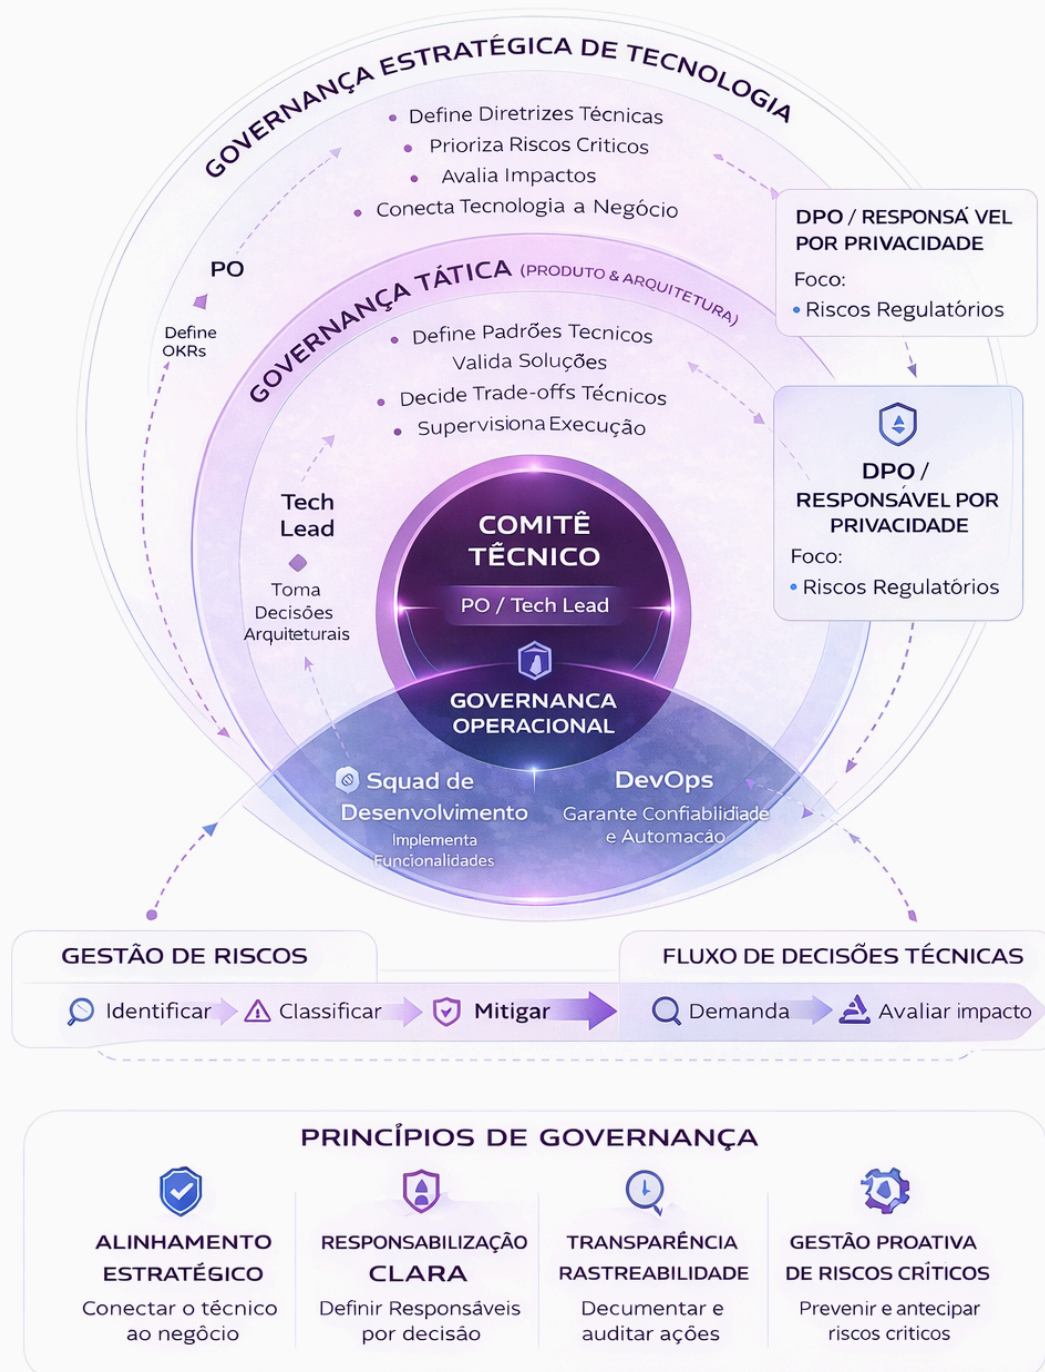 GOVERNANÇA ESTRATÉGICA DE TECNOLOGIA
• Define Diretrizes Técnicas
• Prioriza Riscos Criticos
• Avalia Impactos
• Conecta Tecnologia a Negócio
DPO / RESPONSÁ VEL
POR PRIVACIDADE
Foco:
• Riscos Regulatórios
PO
Define
OKRs
GOVERNANÇA TÁTICA (PRODUTO & ARQUITETURA)
• Define Padrões Tecnicos
Valida Soluções
• Decide Trade-offs Técnicos
• Supervisiona Execução
DPO /
RESPONSÁVEL POR
PRIVACIDADE
Foco:
• Riscos Regulatórios
Tech
Lead
Toma
Decisões
Arquiteturais
COMITÊ
TẼCNICO
PO / Tech Lead
GOVERNANCA
OPERACIONAL
Squad de
Desenvolvimento
Implementa
Funcionalidades
DevOps
Garante Confiablidiade
e Automacão
GESTÃO DE RISCOS
Identificar
Classificar
Mitigar
FLUXO DE DECISÕES TÉCNICAS
Demanda
Avaliar impacto
PRINCÍPIOS DE GOVERNANÇA
ALINHAMENTO
ESTRATÉGICO
Conectar o técnico
ao negôcio
RESPONSABILIZAÇÃO
CLARA
Definir Responsáveis
por decisão
TRANSPARÊNCIA
RASTREABILIDADE
Decumentar e
auditar ações
GESTÃO PROATIVA
DE RISCOS CRÍTICOS
Prevenir e antecipar
riscos criticos